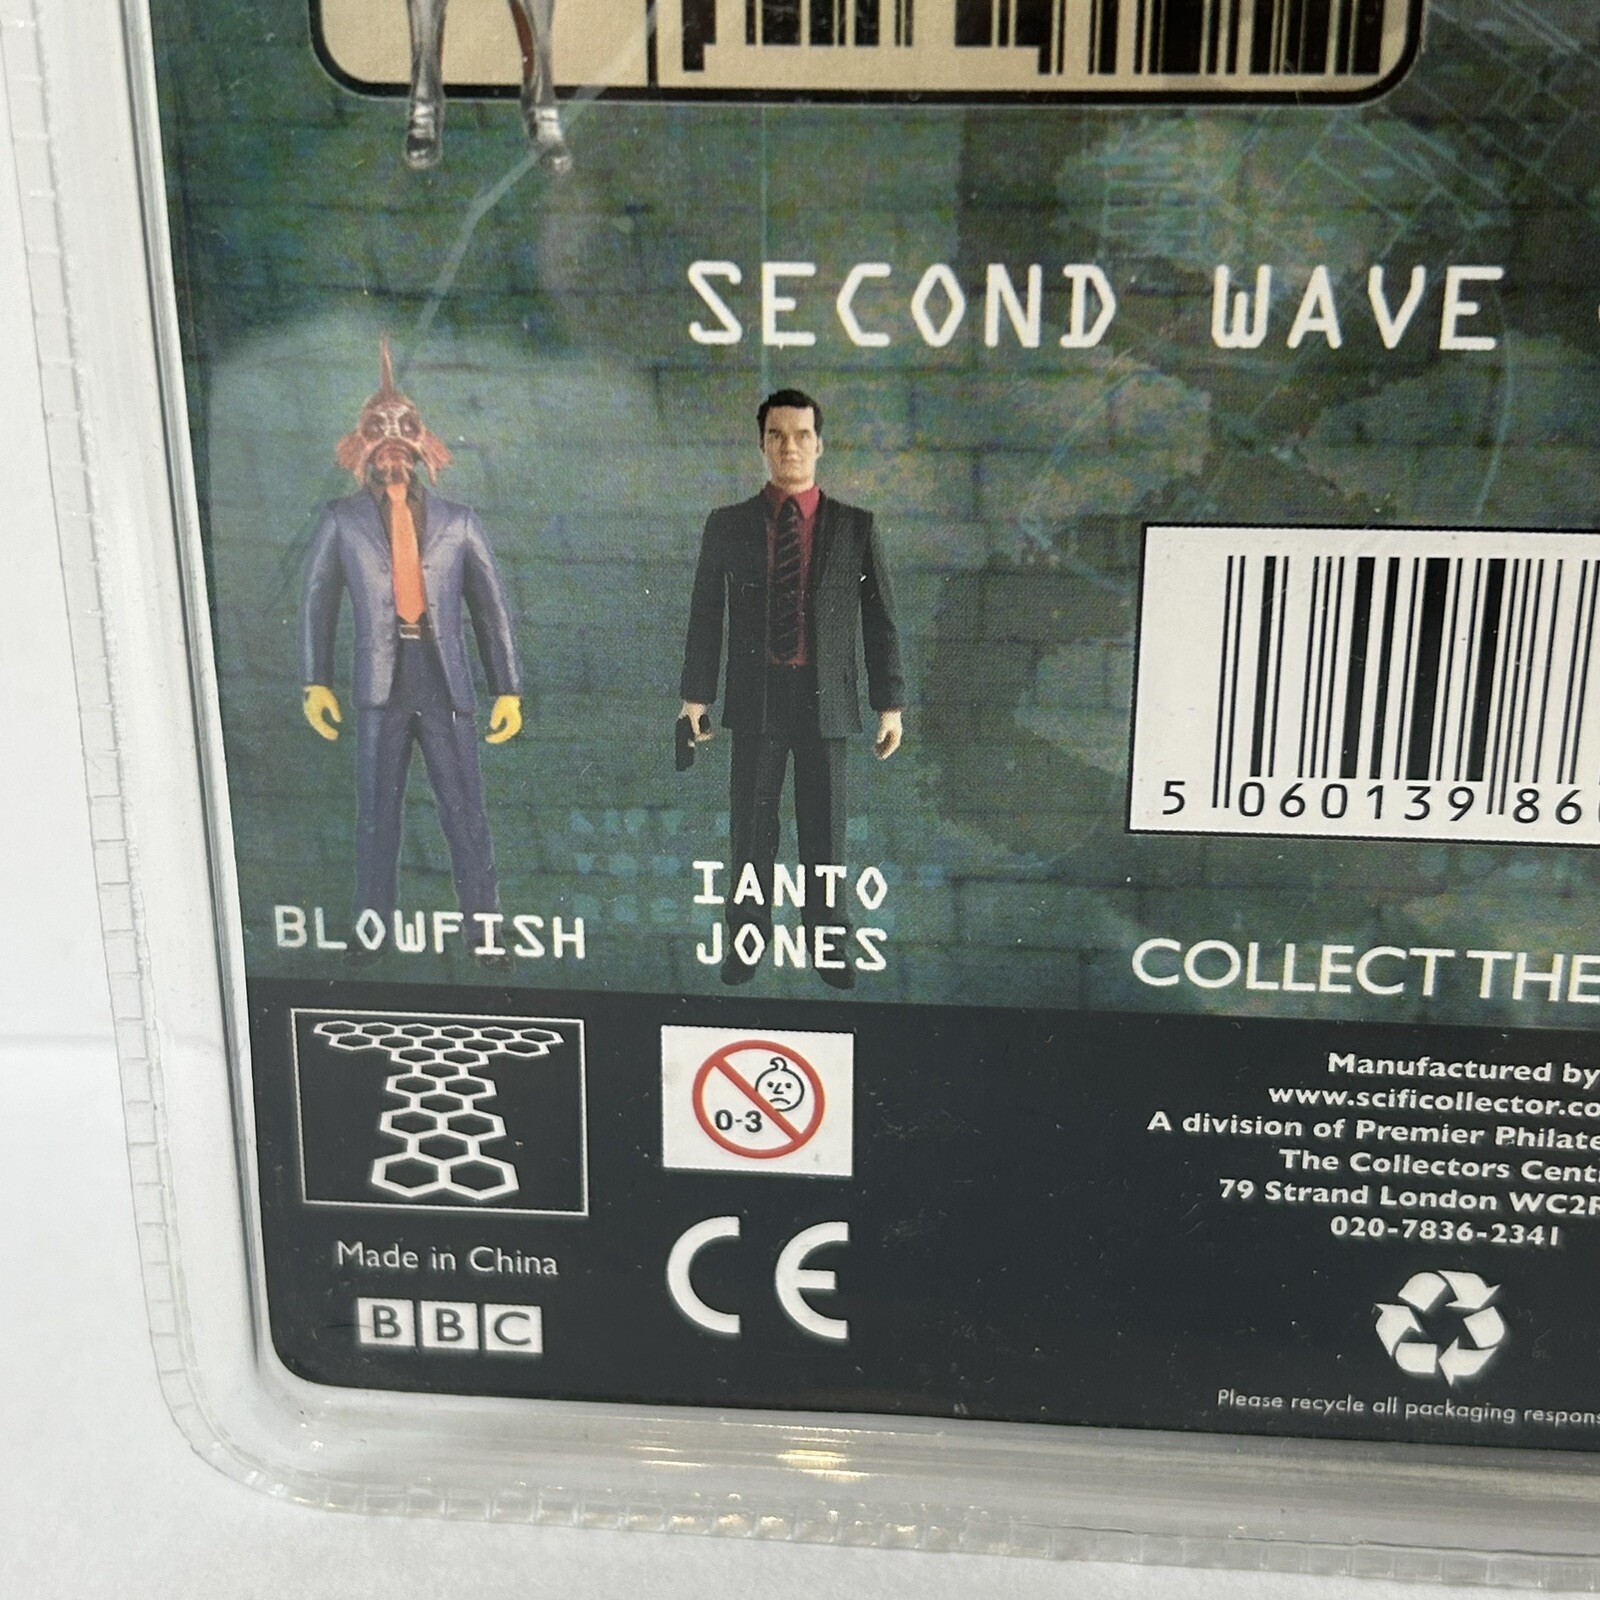 SECOND WAVE
BLOWFISH
IANTO
JONES
5 060139 86
COLLECT THE
0-3
Made in China
BBC
CE
Manufactured by
www.scificollector.co
A division of Premier Philate
The Collectors Cent
79 Strand London WC2R
020-7836-2341
Please recycle all packaging respons